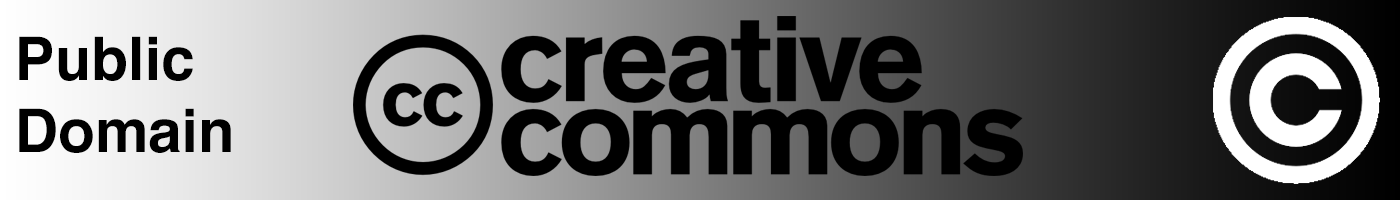 Public
Domain
cc
creative
commons
©